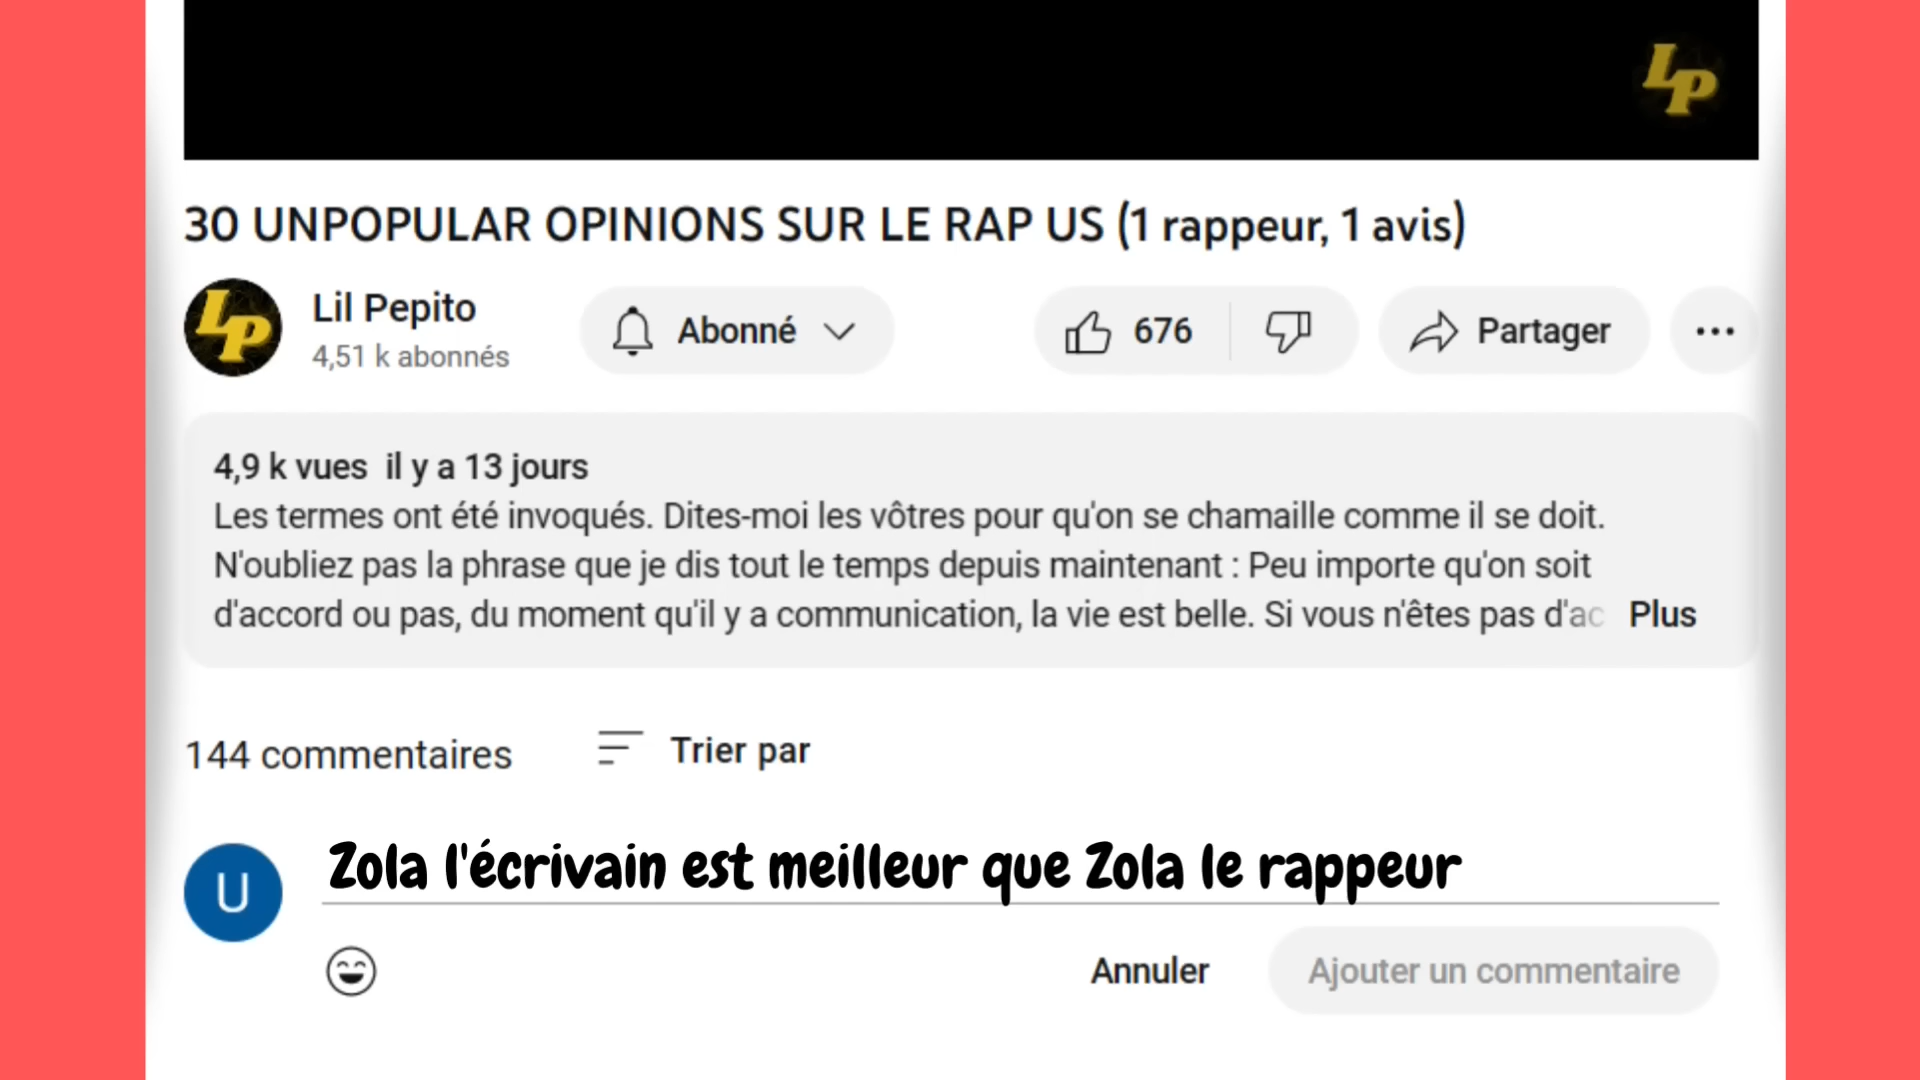 LP
30 UNPOPULAR OPINIONS SUR LE RAP US (1 rappeur, 1 avis)
LP
Lil Pepito
4,51 k abonnés
Abonné
676
Partager
4,9 k vues il y a 13 jours
Les termes ont été invoqués. Dites-moi les vôtres pour qu'on se chamaille comme il se doit.
N'oubliez pas la phrase que je dis tout le temps depuis maintenant : Peu importe qu'on soit
d'accord ou pas, du moment qu'il y a communication, la vie est belle. Si vous n'êtes pas d'ac Plus
144 commentaires
Trier par
U
Zola l'écrivain est meilleur que Zola le rappeur
Annuler
Ajouter un commentaire